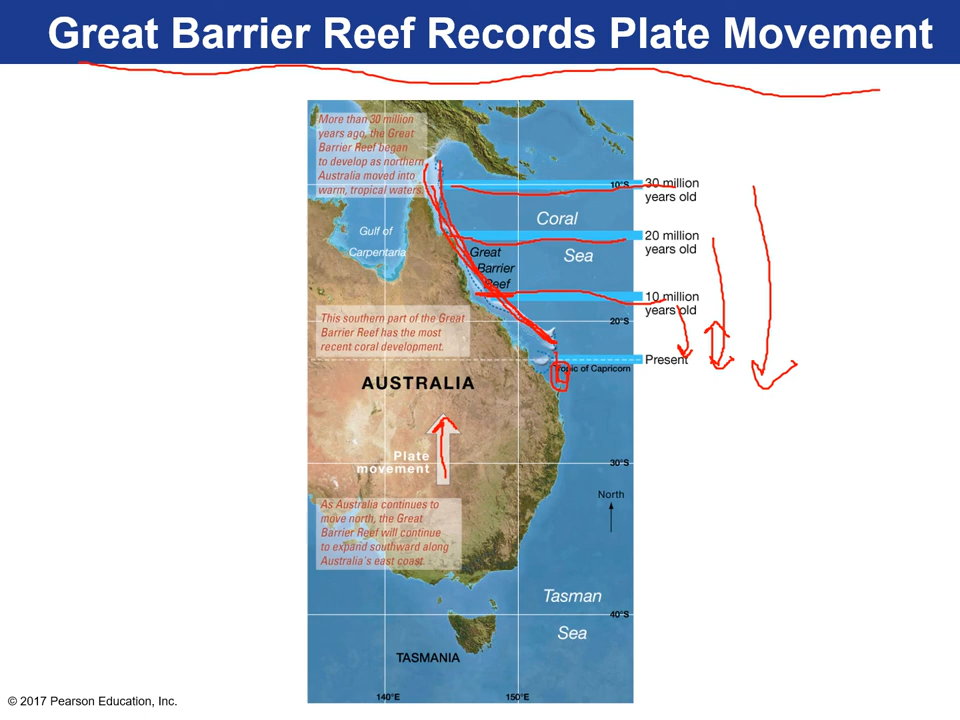 Great Barrier Reef Records Plate Movement
More than 30 million
years ago, the Great
Barrier Reef began
to develop as northern
Australia moved into
warm, tropical waters.
10°S
30 million
years old
Coral
Sea
Gulf of
Carpentaria
20 million
years old
Great
Barrier
Reef
10 million
years old
This southern part of the Great
Barrier Reef has the most
recent coral development.
20°S
Present
Tropic of Capricorn
AUSTRALIA
Plate
movement
30°S
North
As Australia continues to
move north, the Great
Barrier Reef will continue
to expand southward along
Australia's east coast.
Tasman
Sea
40°S
TASMANIA
140°E
150°E
© 2017 Pearson Education, Inc.